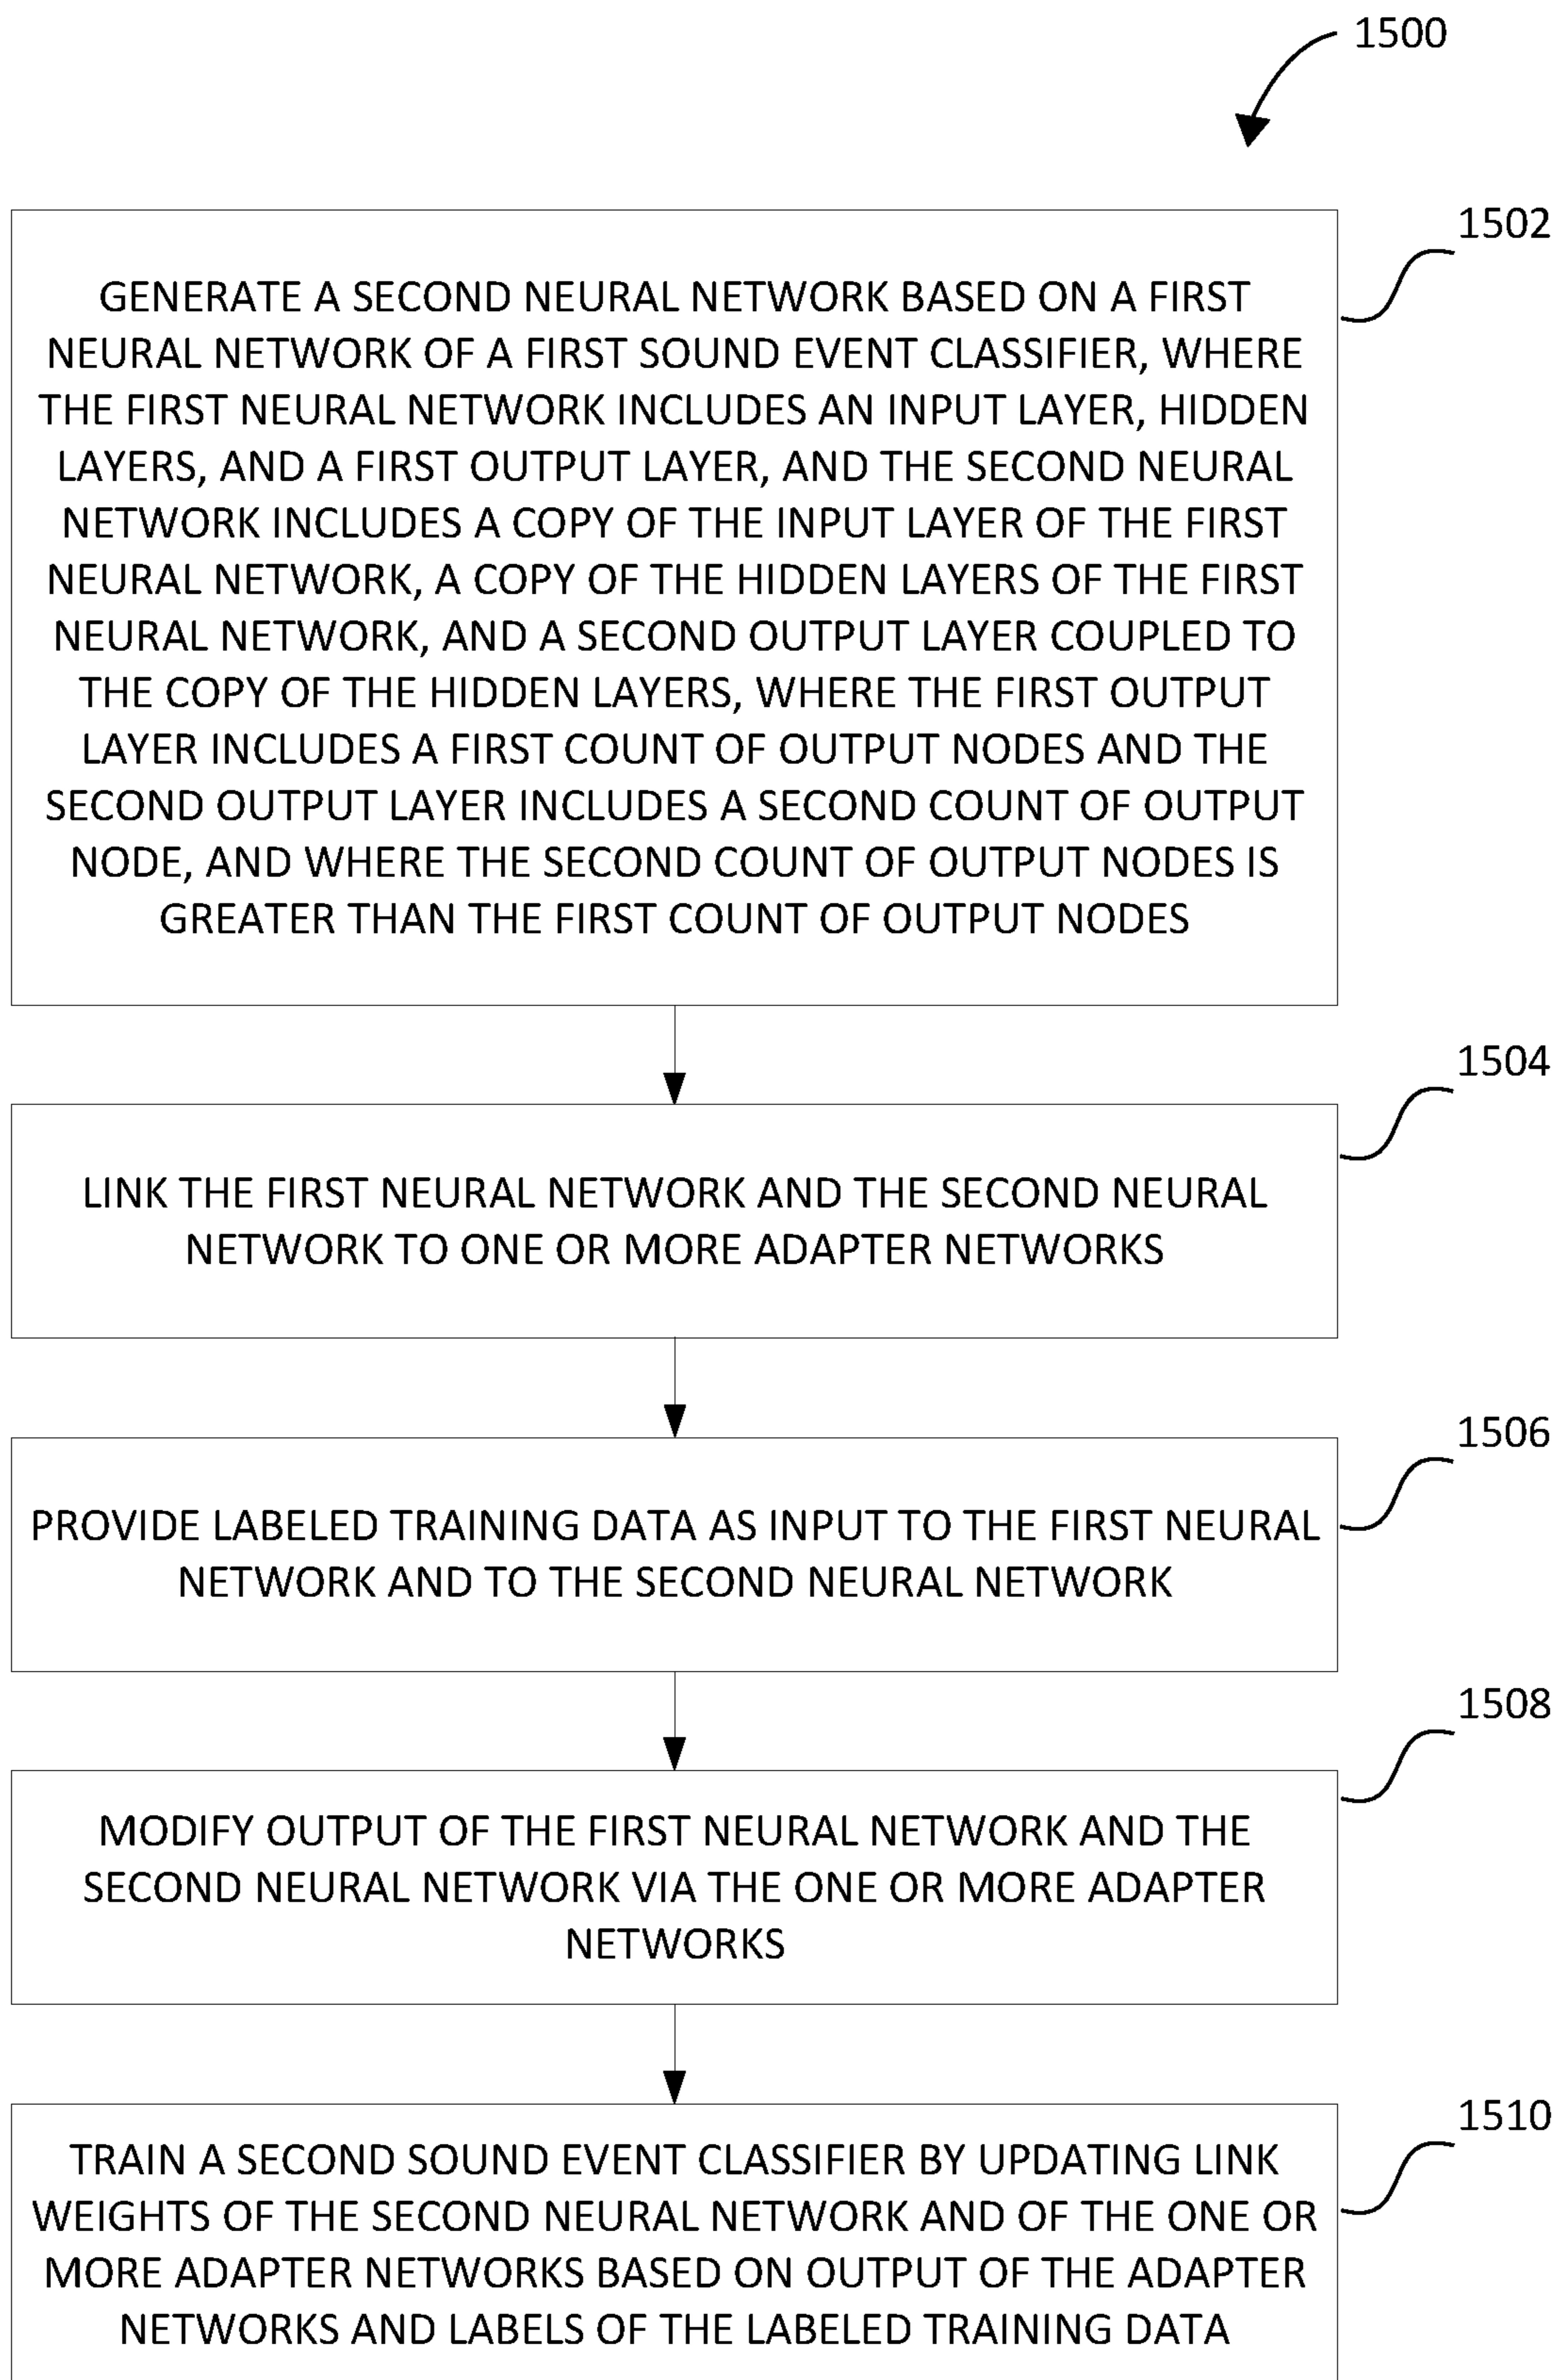 1500
1502
GENERATE A SECOND NEURAL NETWORK BASED ON A FIRST
NEURAL NETWORK OF A FIRST SOUND EVENT CLASSIFIER, WHERE
THE FIRST NEURAL NETWORK INCLUDES AN INPUT LAYER, HIDDEN
LAYERS, AND A FIRST OUTPUT LAYER, AND THE SECOND NEURAL
NETWORK INCLUDES A COPY OF THE INPUT LAYER OF THE FIRST
NEURAL NETWORK, A COPY OF THE HIDDEN LAYERS OF THE FIRST
NEURAL NETWORK, AND A SECOND OUTPUT LAYER COUPLED TO
THE COPY OF THE HIDDEN LAYERS, WHERE THE FIRST OUTPUT
LAYER INCLUDES A FIRST COUNT OF OUTPUT NODES AND THE
SECOND OUTPUT LAYER INCLUDES A SECOND COUNT OF OUTPUT
NODE, AND WHERE THE SECOND COUNT OF OUTPUT NODES IS
GREATER THAN THE FIRST COUNT OF OUTPUT NODES
1504
LINK THE FIRST NEURAL NETWORK AND THE SECOND NEURAL
NETWORK TO ONE OR MORE ADAPTER NETWORKS
1506
PROVIDE LABELED TRAINING DATA AS INPUT TO THE FIRST NEURAL
NETWORK AND TO THE SECOND NEURAL NETWORK
1508
MODIFY OUTPUT OF THE FIRST NEURAL NETWORK AND THE
SECOND NEURAL NETWORK VIA THE ONE OR MORE ADAPTER
NETWORKS
1510
TRAIN A SECOND SOUND EVENT CLASSIFIER BY UPDATING LINK
WEIGHTS OF THE SECOND NEURAL NETWORK AND OF THE ONE OR
MORE ADAPTER NETWORKS BASED ON OUTPUT OF THE ADAPTER
NETWORKS AND LABELS OF THE LABELED TRAINING DATA